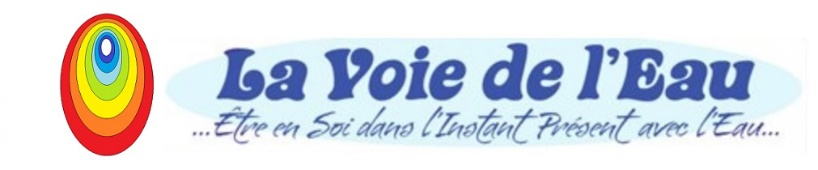 La Voie de l'Eau
...Être en Soi dans l'Instant Présent avec l'Eau...